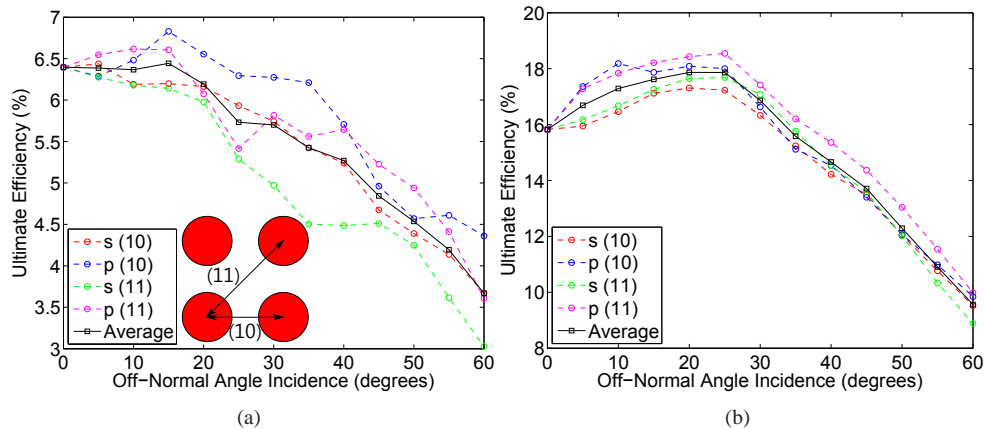 7
6.5
6
5.5
5
4.5
4
3.5
3
0 10 20 30 40 50 60
Ultimate Efficiency (%)
Off−Normal Angle Incidence (degrees)
s (10)
p (10)
s (11)
p (11)
Average
(11)
(10)
(a)
20
18
16
14
12
10
8
0 10 20 30 40 50 60
Ultimate Efficiency (%)
Off−Normal Angle Incidence (degrees)
s (10)
p (10)
s (11)
p (11)
Average
(b)